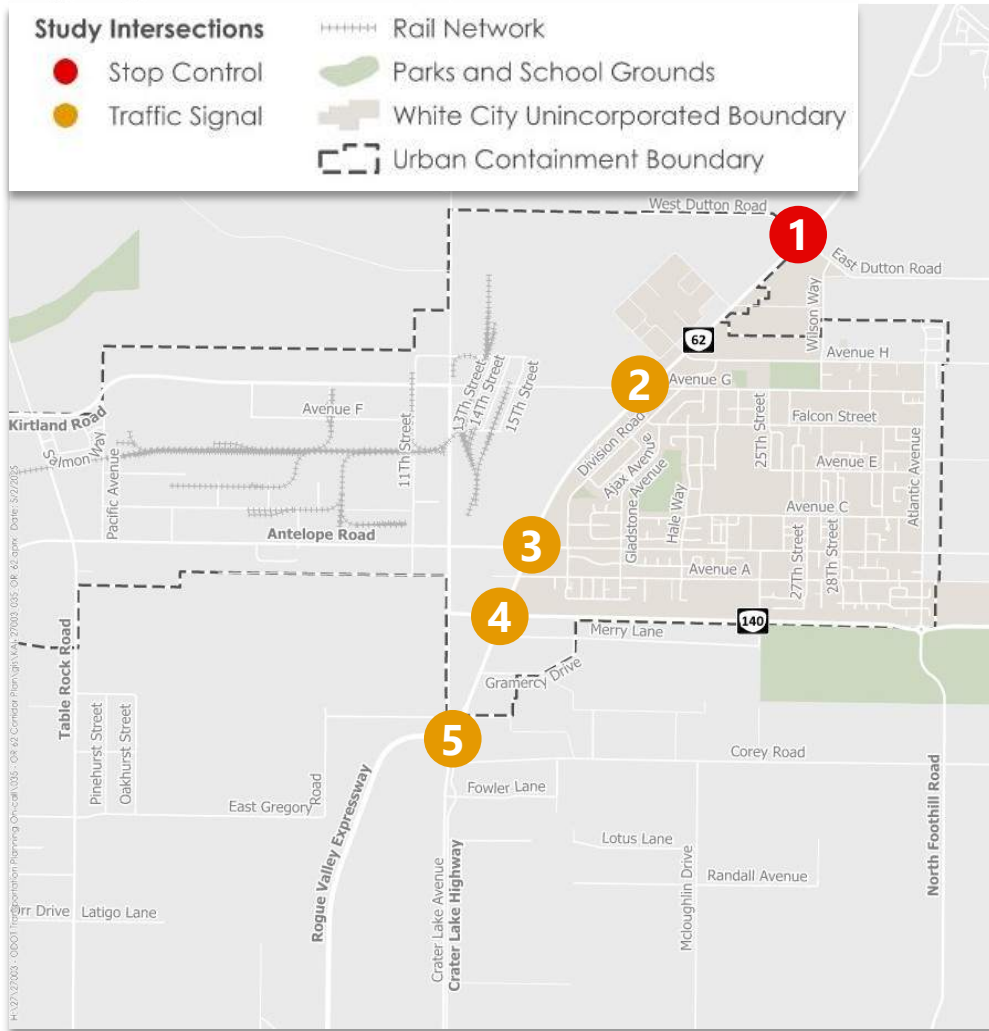 Study Intersections
Stop Control
Traffic Signal
Rail Network
Parks and School Grounds
White City Unincorporated Boundary
Urban Containment Boundary
West Dutton Road
1
East Dutton Road
Wilson Way
62
Avenue H
2
Avenue G
13Th Street
14Th Street
15Th Street
Avenue F
Kirtland Road
Salmon Way
Pacific Avenue
11Th Street
Division Road
Falcon Street
25Th Street
Ajax Avenue
Gladstone Avenue
Hale Way
Avenue E
Atlantic Avenue
Avenue C
Antelope Road
3
Avenue A
27Th Street
28Th Street
4
140
Merry Lane
Gramercy Drive
Table Rock Road
5
Corey Road
Pinehurst Street
Oakhurst Street
East Gregory Road
Fowler Lane
Rogue Valley Expressway
Lotus Lane
North Foothill Road
Crater Lake Avenue
Crater Lake Highway
Mcloughlin Drive
Randall Avenue
Orr Drive
Latigo Lane